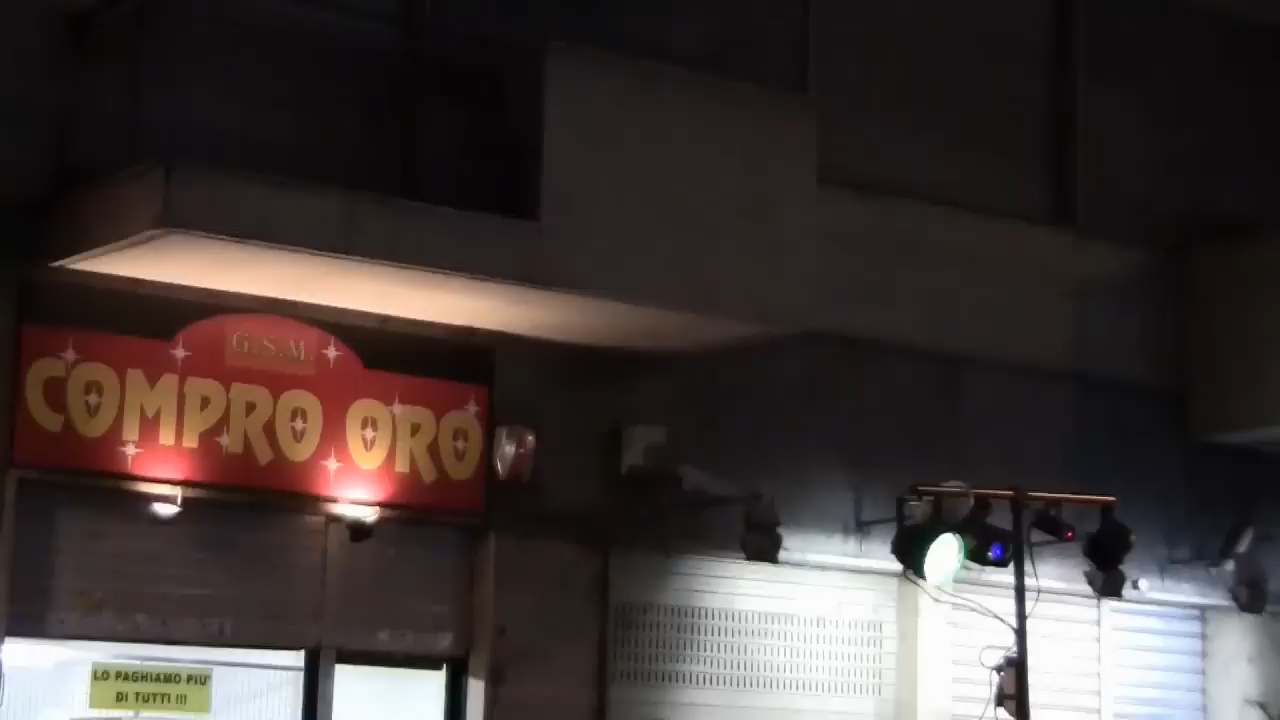 G.S.M.
COMPRO ORO
LO PAGHIAMO PIU'
DI TUTTI !!!